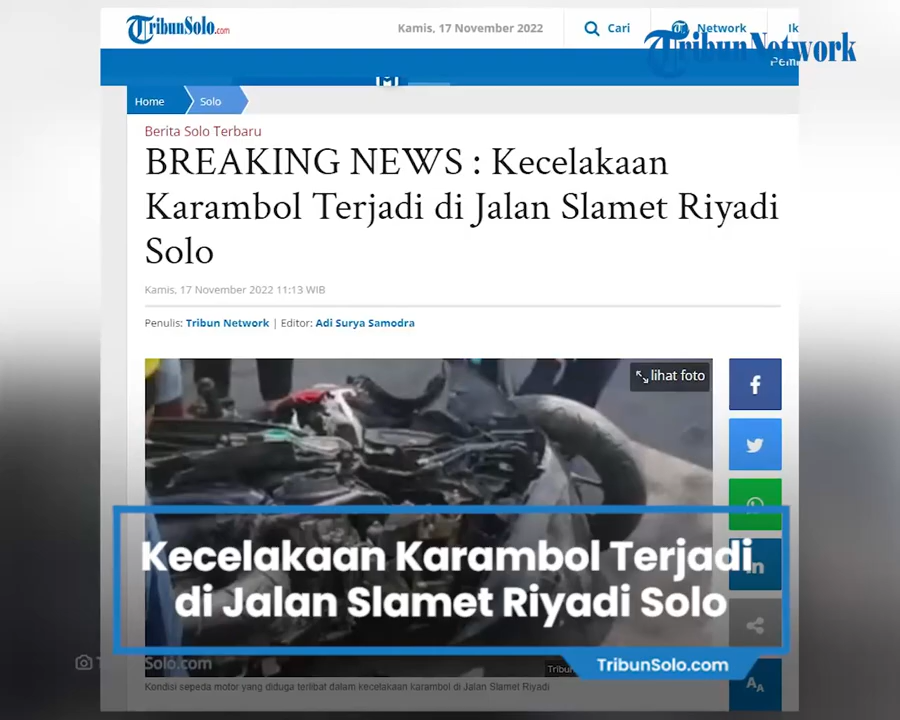 TribunSolo.com
Kamis, 17 November 2022
Cari
Network
Ik
TribunNetwork
Home
Solo
Berita Solo Terbaru
BREAKING NEWS : Kecelakaan
Karambol Terjadi di Jalan Slamet Riyadi
Solo
Kamis, 17 November 2022 11:13 WIB
Penulis: Tribun Network | Editor: Adi Surya Samodra
lihat foto
Kecelakaan Karambol Terjadi
di Jalan Slamet Riyadi Solo
Solo.com
Tribun
TribunSolo.com
AA
Kondisi sepeda motor yang diduga terlibat dalam kecelakaan karambol di Jalan Slamet Riyadi